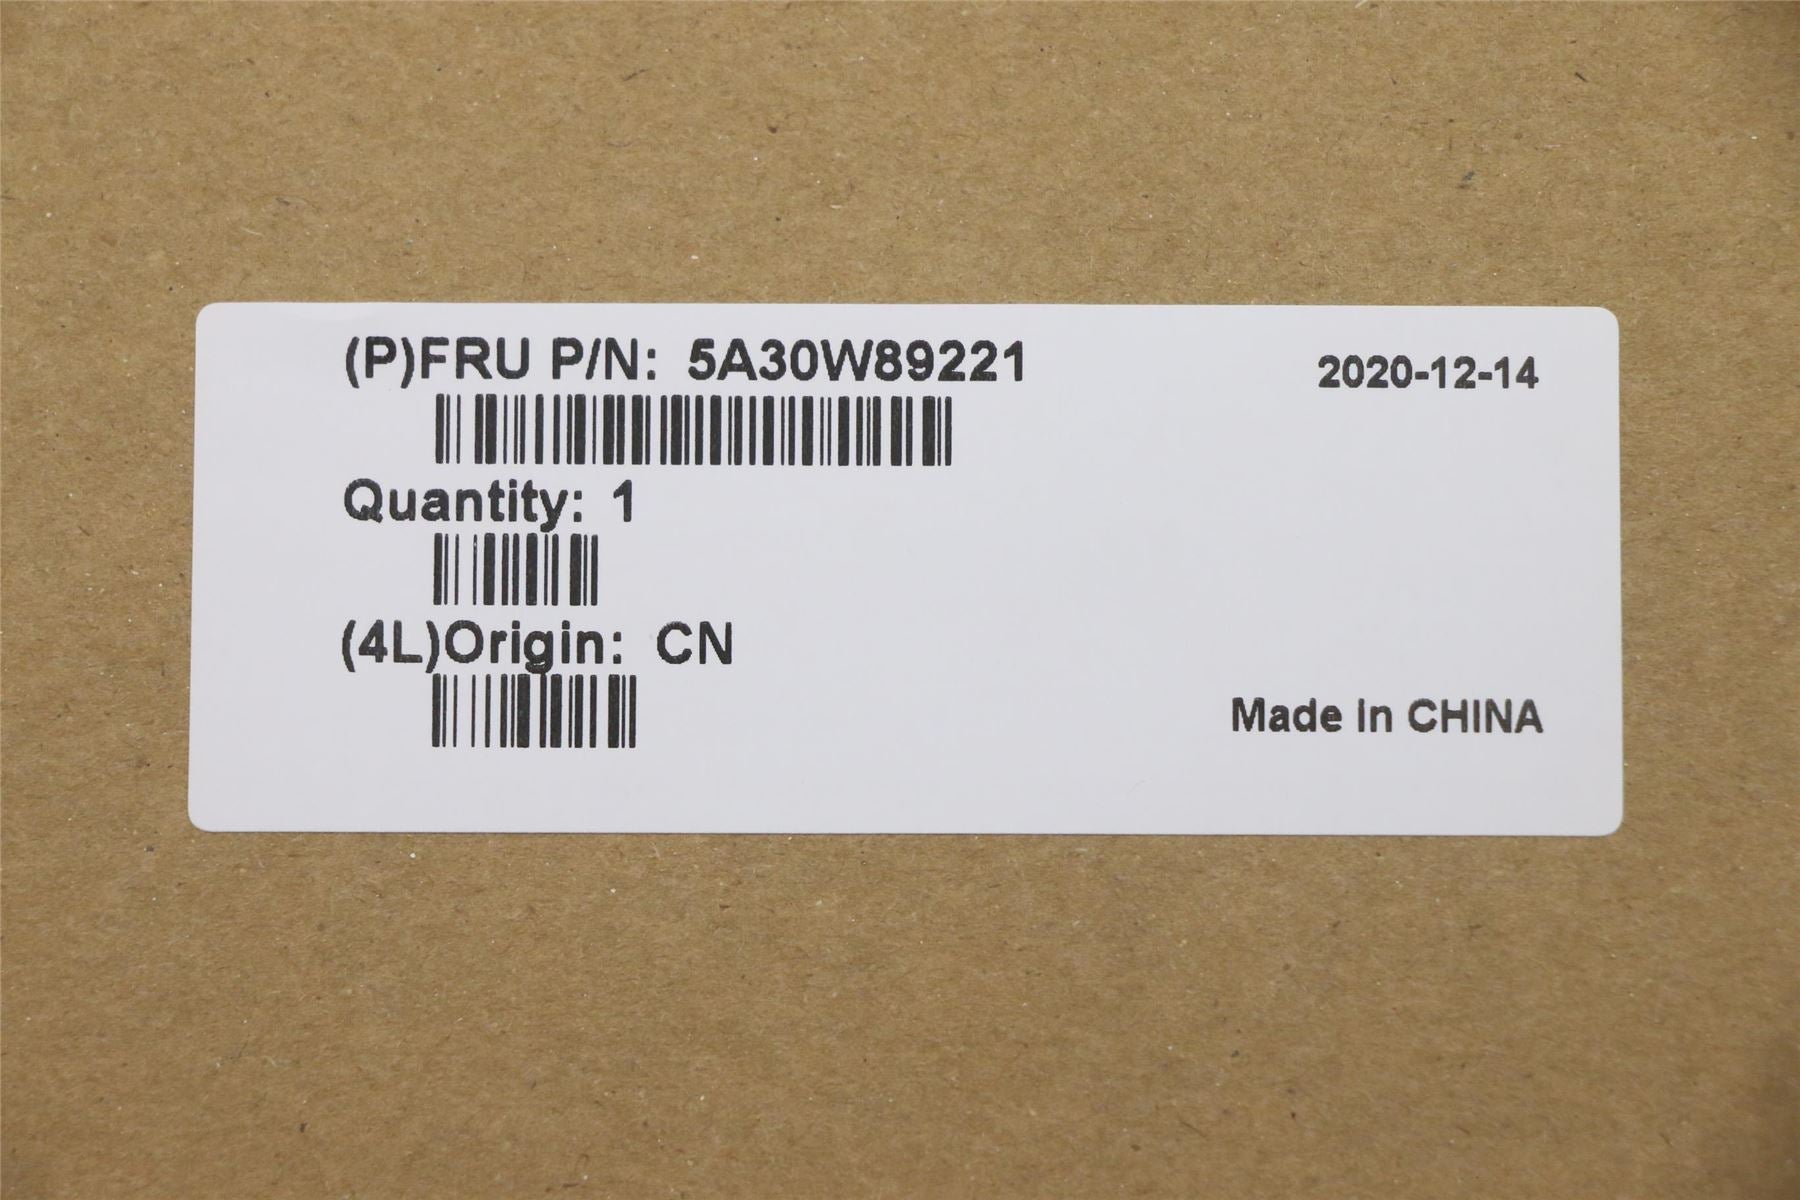 (P)FRU P/N: 5A30W89221
2020-12-14
Quantity: 1
(4L)Origin: CN
Made In CHINA